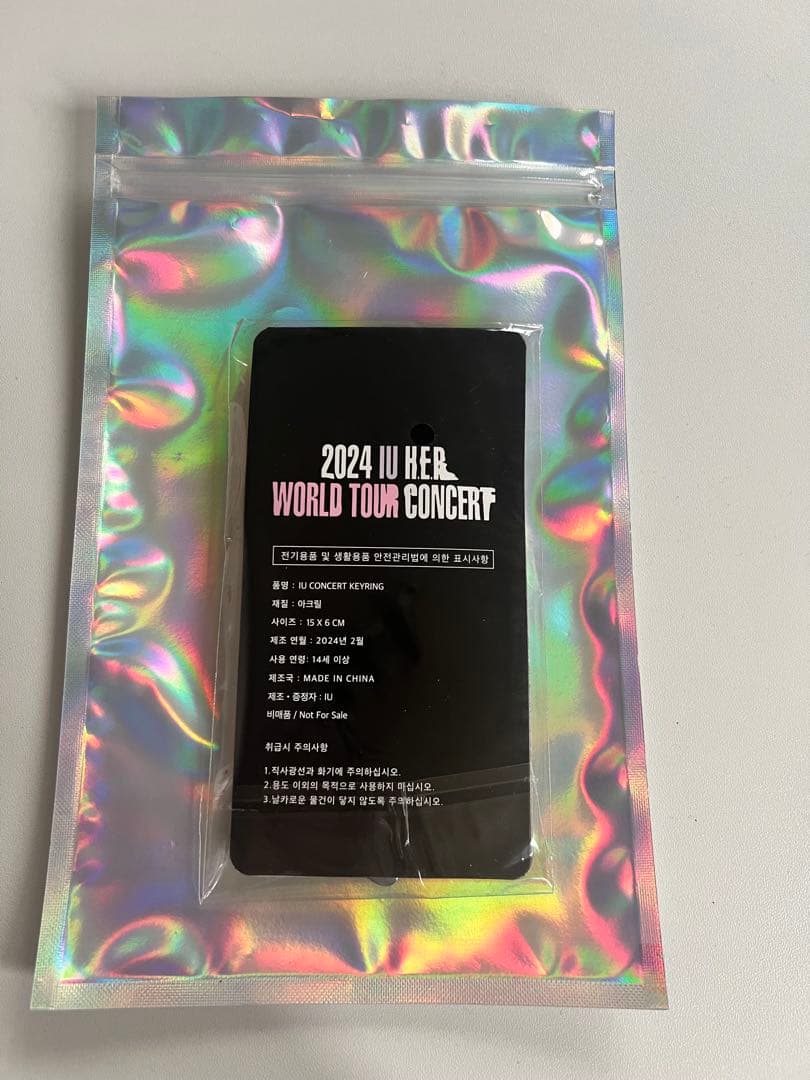 2024 IU H.E.R.
WORLD TOUR CONCERT
전기용품 및 생활용품 안전관리법에 의한 표시사항
품명 : IU CONCERT KEYRING
재질 : 아크릴
사이즈 : 15 X 6 CM
제조 연월 : 2024년 2월
사용 연령: 14세 이상
제조국 : MADE IN CHINA
제조 • 증정자 : IU
비매품 / Not For Sale
취급시 주의사항
1.직사광선과 화기에 주의하십시오.
2.용도 이외의 목적으로 사용하지 마십시오.
3.날카로운 물건이 닿지 않도록 주의하십시오.